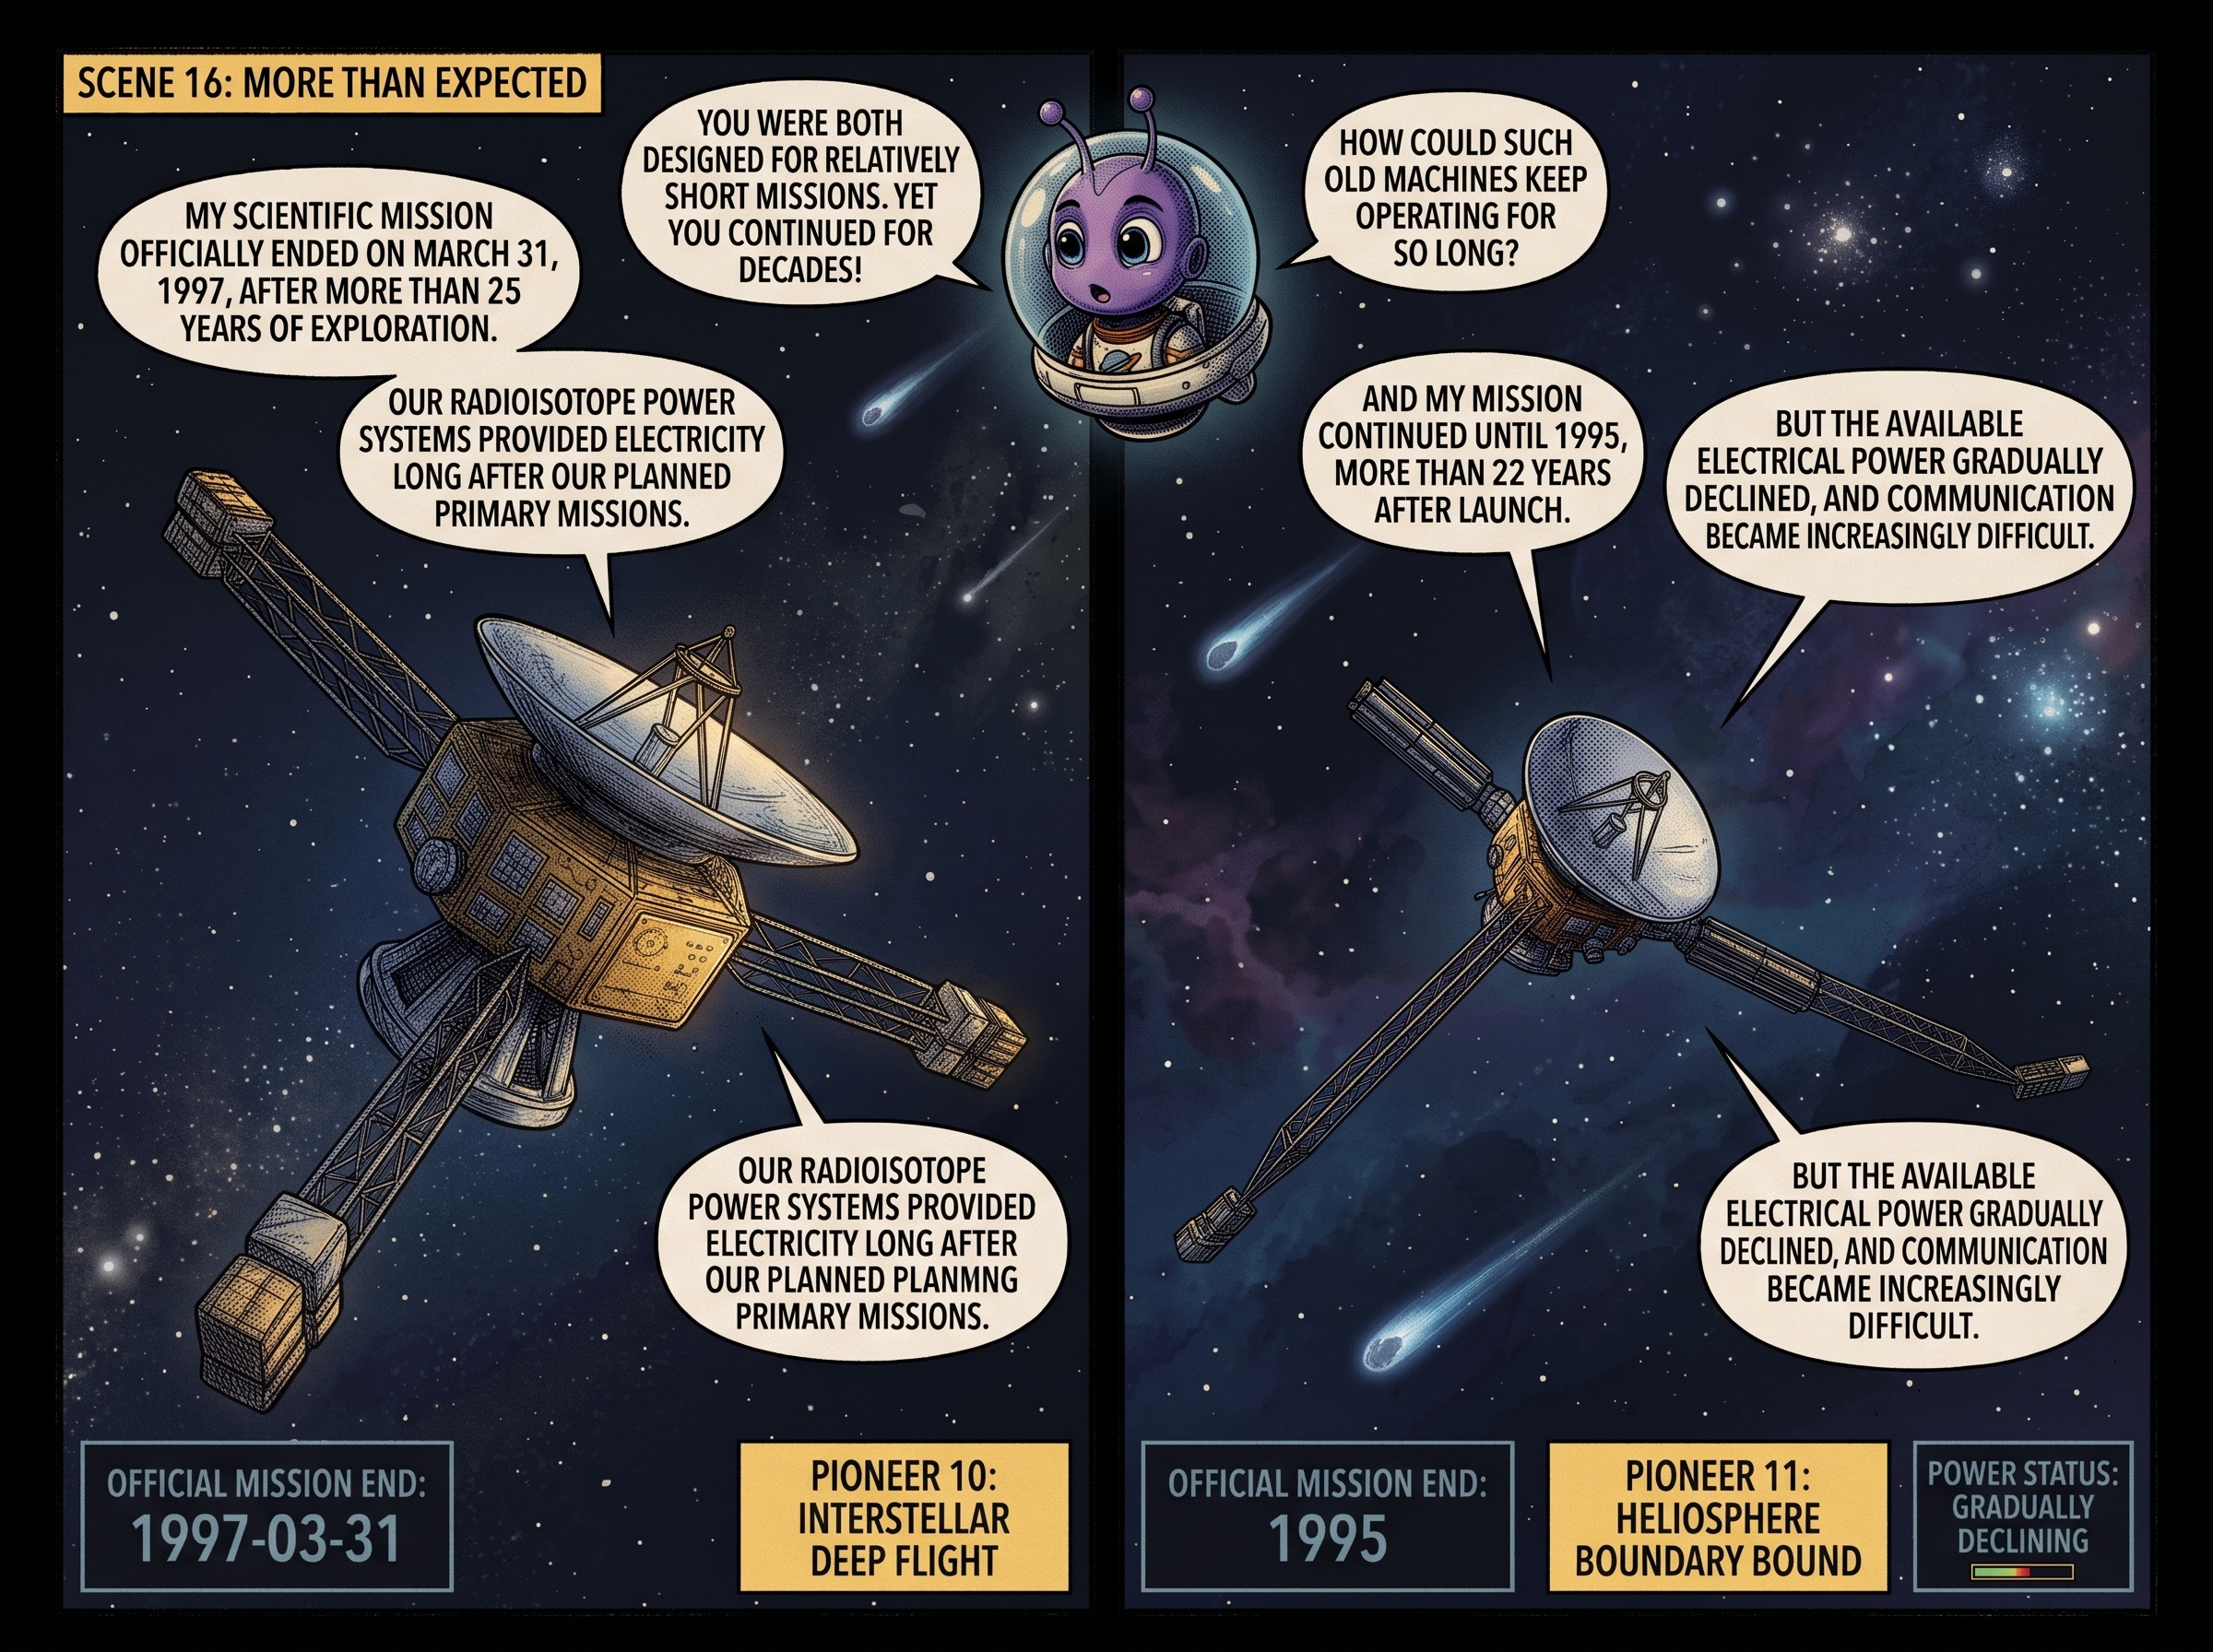 SCENE 16: MORE THAN EXPECTED
YOU WERE BOTH
DESIGNED FOR RELATIVELY
SHORT MISSIONS. YET
YOU CONTINUED FOR
DECADES!
HOW COULD SUCH
OLD MACHINES KEEP
OPERATING FOR
SO LONG?
MY SCIENTIFIC MISSION
OFFICIALLY ENDED ON MARCH 31,
1997, AFTER MORE THAN 25
YEARS OF EXPLORATION.
OUR RADIOISOTOPE POWER
SYSTEMS PROVIDED ELECTRICITY
LONG AFTER OUR PLANNED
PRIMARY MISSIONS.
AND MY MISSION
CONTINUED UNTIL 1995,
MORE THAN 22 YEARS
AFTER LAUNCH.
BUT THE AVAILABLE
ELECTRICAL POWER GRADUALLY
DECLINED, AND COMMUNICATION
BECAME INCREASINGLY DIFFICULT.
OUR RADIOISOTOPE
POWER SYSTEMS PROVIDED
ELECTRICITY LONG AFTER
OUR PLANNED PLANMNG
PRIMARY MISSIONS.
BUT THE AVAILABLE
ELECTRICAL POWER GRADUALLY
DECLINED, AND COMMUNICATION
BECAME INCREASINGLY
DIFFICULT.
OFFICIAL MISSION END:
1997-03-31
PIONEER 10:
INTERSTELLAR
DEEP FLIGHT
OFFICIAL MISSION END:
1995
PIONEER 11:
HELIOSPHERE
BOUNDARY BOUND
POWER STATUS:
GRADUALLY
DECLINING